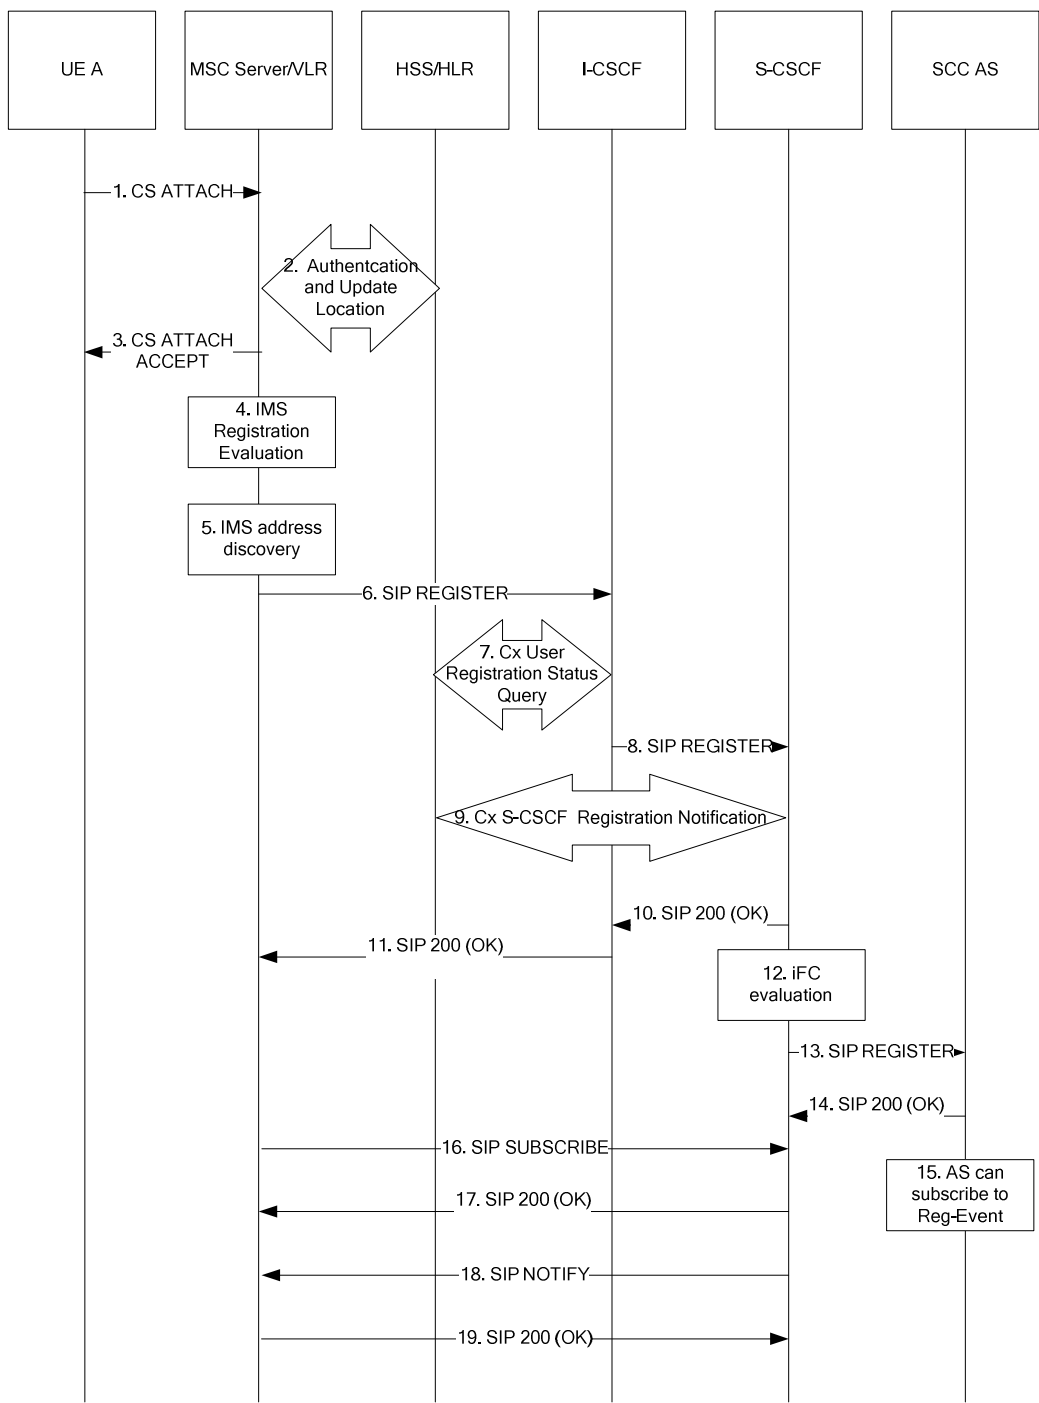 UE A
MSC Server/VLR
HSS/HLR
I-CSCF
S-CSCF
SCC AS
1. CS ATTACH
2. Authentcation
and Update
Location
3. CS ATTACH
ACCEPT
4. IMS
Registration
Evaluation
5. IMS address
discovery
6. SIP REGISTER
7. Cx User
Registration Status
Query
8. SIP REGISTER
9. Cx S-CSCF Registration Notification
10. SIP 200 (OK)
11. SIP 200 (OK)
12. iFC
evaluation
13. SIP REGISTER
14. SIP 200 (OK)
16. SIP SUBSCRIBE
15. AS can
subscribe to
Reg-Event
17. SIP 200 (OK)
18. SIP NOTIFY
19. SIP 200 (OK)